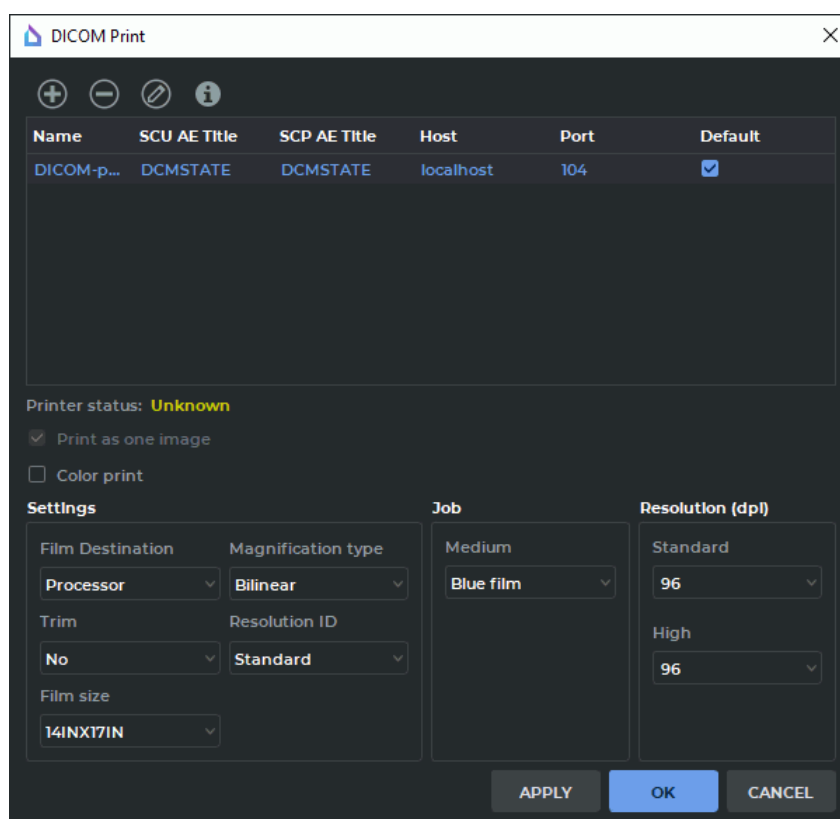 DICOM Print
Name SCU AE Title SCP AE Title Host Port Default
DICOM-p... DCMSTATE DCMSTATE localhost 104
Printer status: Unknown
Print as one image
Color print
Settings Job Resolution (dpi)
Film Destination Magnification type Medium Standard
Processor Bilinear Blue film 96
Trim Resolution ID High
No Standard 96
Film size
14INX17IN
APPLY OK CANCEL